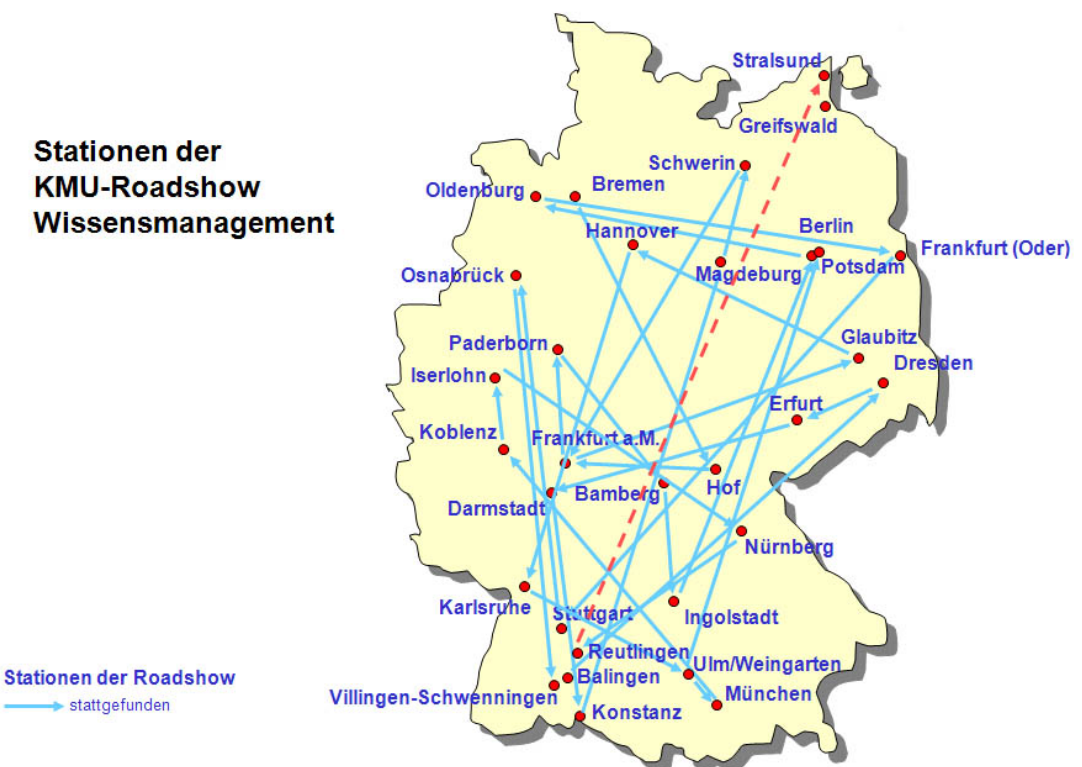 Stationen der
KMU-Roadshow
Wissensmanagement
Stralsund
Greifswald
Schwerin
Oldenburg
Bremen
Hannover
Berlin
Frankfurt (Oder)
Magdeburg
Potsdam
Osnabrück
Glaubitz
Paderborn
Dresden
Iserlohn
Erfurt
Koblenz
Frankfurt a.M.
Bamberg
Hof
Darmstadt
Nürnberg
Karlsruhe
Stuttgart
Ingolstadt
Reutlingen
Ulm/Weingarten
Stationen der Roadshow
Balingen
Villingen-Schwenningen
München
stattgefunden
Konstanz